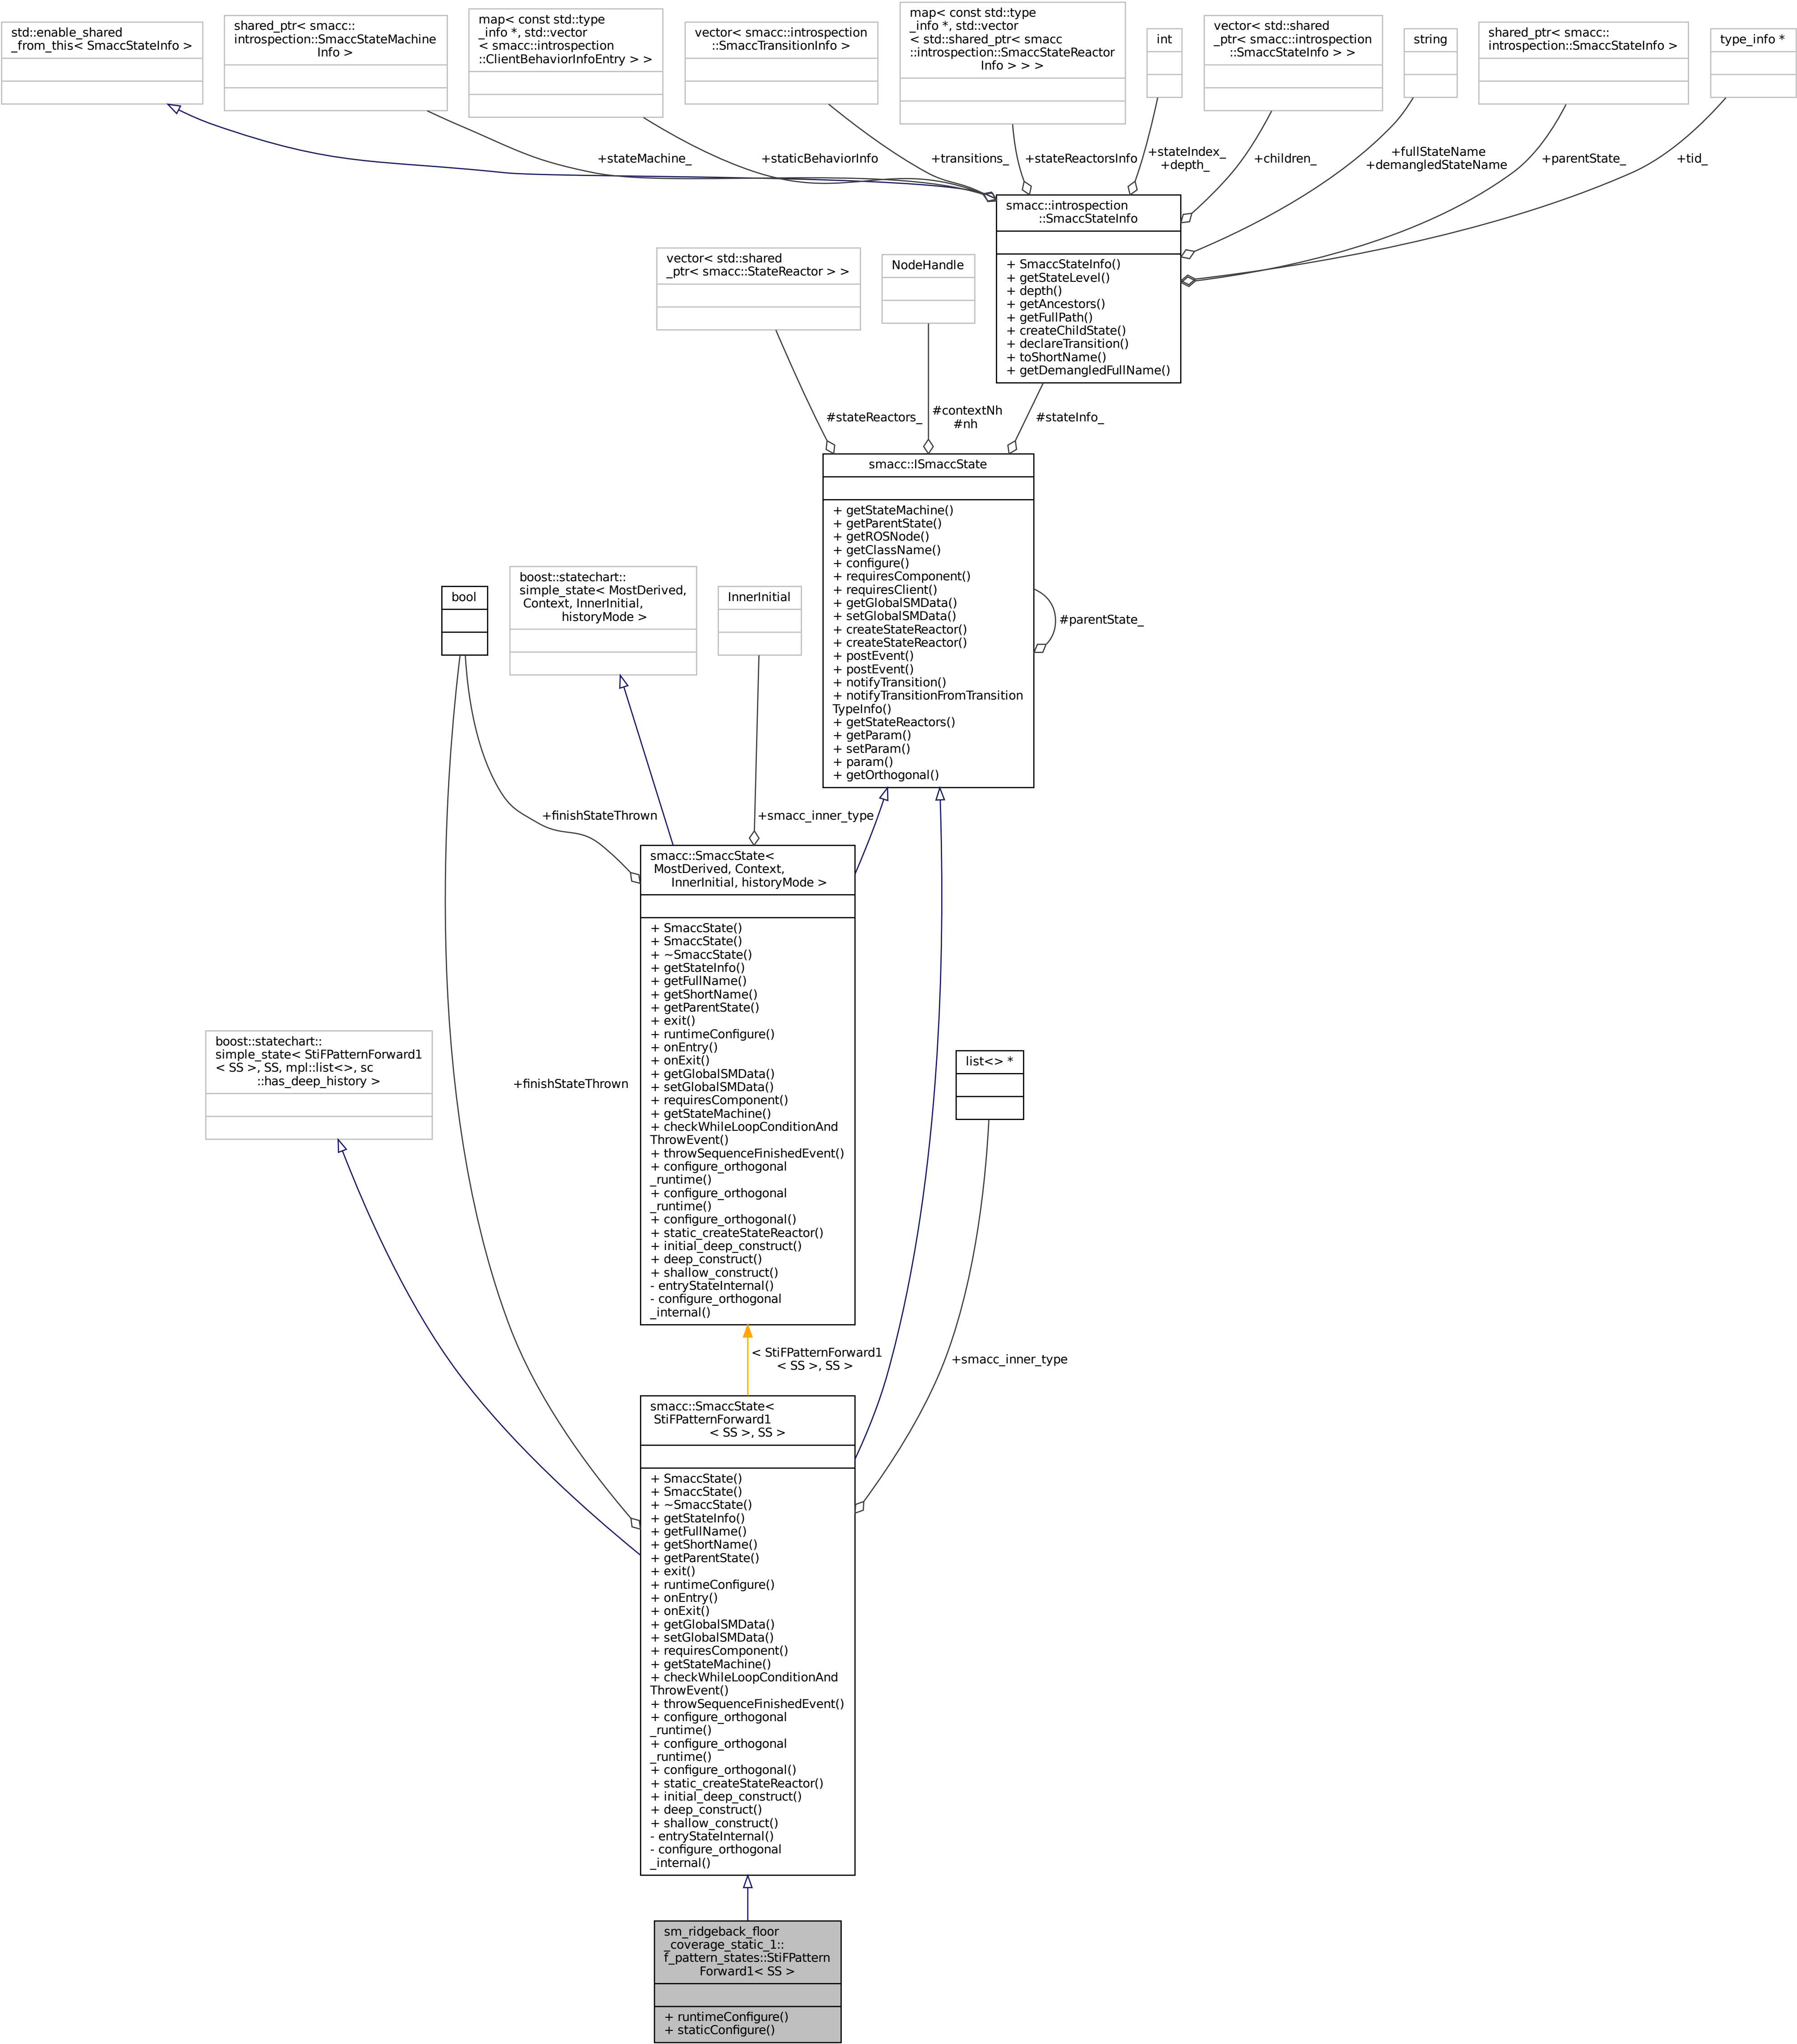 std::enable_shared
_from_this< SmaccStateInfo >
shared_ptr< smacc::
introspection::SmaccStateMachine
Info >
map< const std::type
_info *, std::vector
< smacc::introspection
::ClientBehaviorInfoEntry > >
vector< smacc::introspection
::SmaccTransitionInfo >
map< const std::type
_info *, std::vector
< std::shared_ptr< smacc
::introspection::SmaccStateReactor
Info > > >
int
vector< std::shared
_ptr< smacc::introspection
::SmaccStateInfo > >
string
shared_ptr< smacc::
introspection::SmaccStateInfo >
type_info *
+stateMachine_
+staticBehaviorInfo
+transitions_
+stateReactorsInfo
+stateIndex_
+depth_
+children_
+fullStateName
+demangledStateName
+parentState_
+tid_
smacc::introspection
::SmaccStateInfo
+ SmaccStateInfo()
+ getStateLevel()
+ depth()
+ getAncestors()
+ getFullPath()
+ createChildState()
+ declareTransition()
+ toShortName()
+ getDemangledFullName()
vector< std::shared
_ptr< smacc::StateReactor > >
NodeHandle
#stateReactors_
#contextNh
#nh
#stateInfo_
smacc::ISmaccState
+ getStateMachine()
+ getParentState()
+ getROSNode()
+ getClassName()
+ configure()
+ requiresComponent()
+ requiresClient()
+ getGlobalSMData()
+ setGlobalSMData()
+ createStateReactor()
+ createStateReactor()
+ postEvent()
+ postEvent()
+ notifyTransition()
+ notifyTransitionFromTransition
TypeInfo()
+ getStateReactors()
+ getParam()
+ setParam()
+ param()
+ getOrthogonal()
#parentState_
bool
boost::statechart::
simple_state< MostDerived,
Context, InnerInitial,
historyMode >
InnerInitial
+finishStateThrown
+smacc_inner_type
smacc::SmaccState<
MostDerived, Context,
InnerInitial, historyMode >
+ SmaccState()
+ SmaccState()
+ ~SmaccState()
+ getStateInfo()
+ getFullName()
+ getShortName()
+ getParentState()
+ exit()
+ runtimeConfigure()
+ onEntry()
+ onExit()
+ getGlobalSMData()
+ setGlobalSMData()
+ requiresComponent()
+ getStateMachine()
+ checkWhileLoopConditionAnd
ThrowEvent()
+ throwSequenceFinishedEvent()
+ configure_orthogonal
_runtime()
+ configure_orthogonal
_runtime()
+ configure_orthogonal()
+ static_createStateReactor()
+ initial_deep_construct()
+ deep_construct()
+ shallow_construct()
- entryStateInternal()
- configure_orthogonal
_internal()
boost::statechart::
simple_state< StiFPatternForward1
< SS >, SS, mpl::list<>, sc
::has_deep_history >
+finishStateThrown
list<> *
< StiFPatternForward1
< SS >, SS >
+smacc_inner_type
smacc::SmaccState<
StiFPatternForward1
< SS >, SS >
+ SmaccState()
+ SmaccState()
+ ~SmaccState()
+ getStateInfo()
+ getFullName()
+ getShortName()
+ getParentState()
+ exit()
+ runtimeConfigure()
+ onEntry()
+ onExit()
+ getGlobalSMData()
+ setGlobalSMData()
+ requiresComponent()
+ getStateMachine()
+ checkWhileLoopConditionAnd
ThrowEvent()
+ throwSequenceFinishedEvent()
+ configure_orthogonal
_runtime()
+ configure_orthogonal
_runtime()
+ configure_orthogonal()
+ static_createStateReactor()
+ initial_deep_construct()
+ deep_construct()
+ shallow_construct()
- entryStateInternal()
- configure_orthogonal
_internal()
sm_ridgeback_floor
_coverage_static_1::
f_pattern_states::StiFPattern
Forward1< SS >
+ runtimeConfigure()
+ staticConfigure()